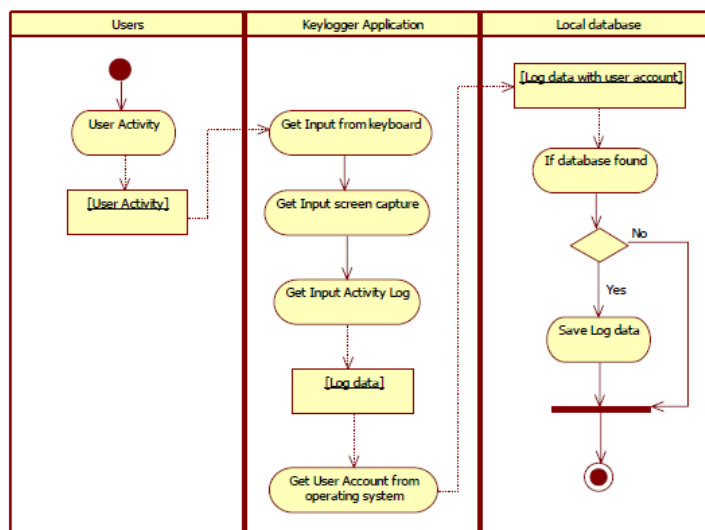 Users
Keylogger Application
Local database
User Activity
[User Activity]
Get Input from keyboard
Get Input screen capture
Get Input Activity Log
[Log data]
Get User Account from
operating system
[Log data with user account]
If database found
No
Yes
Save Log data